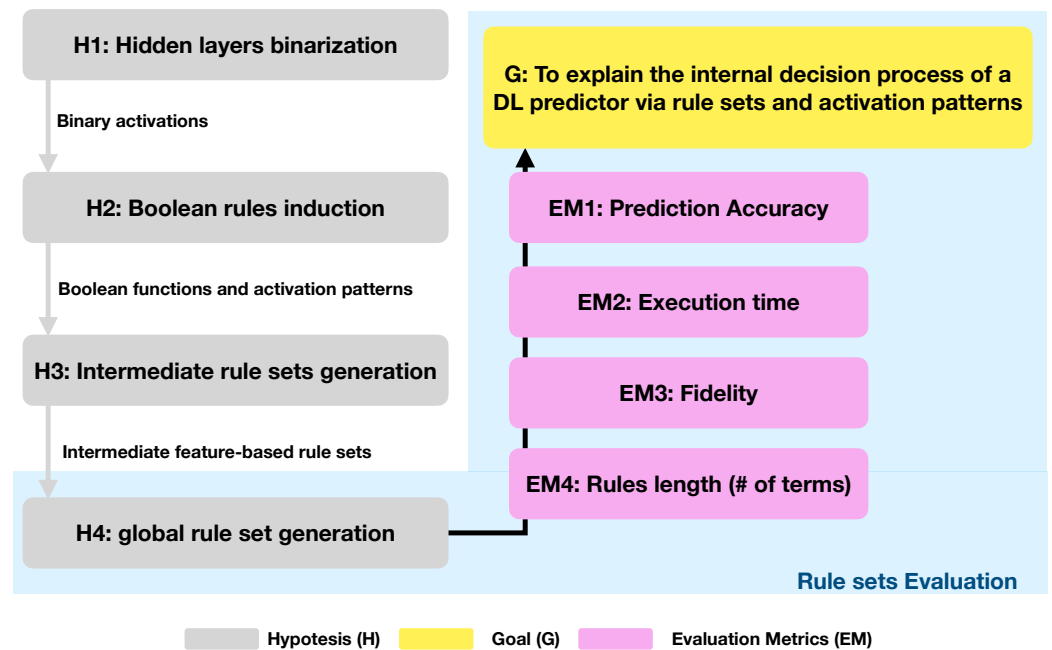 H1: Hidden layers binarization
Binary activations
H2: Boolean rules induction
Boolean functions and activation patterns
H3: Intermediate rule sets generation
Intermediate feature-based rule sets
H4: global rule set generation
G: To explain the internal decision process of a
DL predictor via rule sets and activation patterns
EM1: Prediction Accuracy
EM2: Execution time
EM3: Fidelity
EM4: Rules length (# of terms)
Rule sets Evaluation
Hypotesis (H)
Goal (G)
Evaluation Metrics (EM)